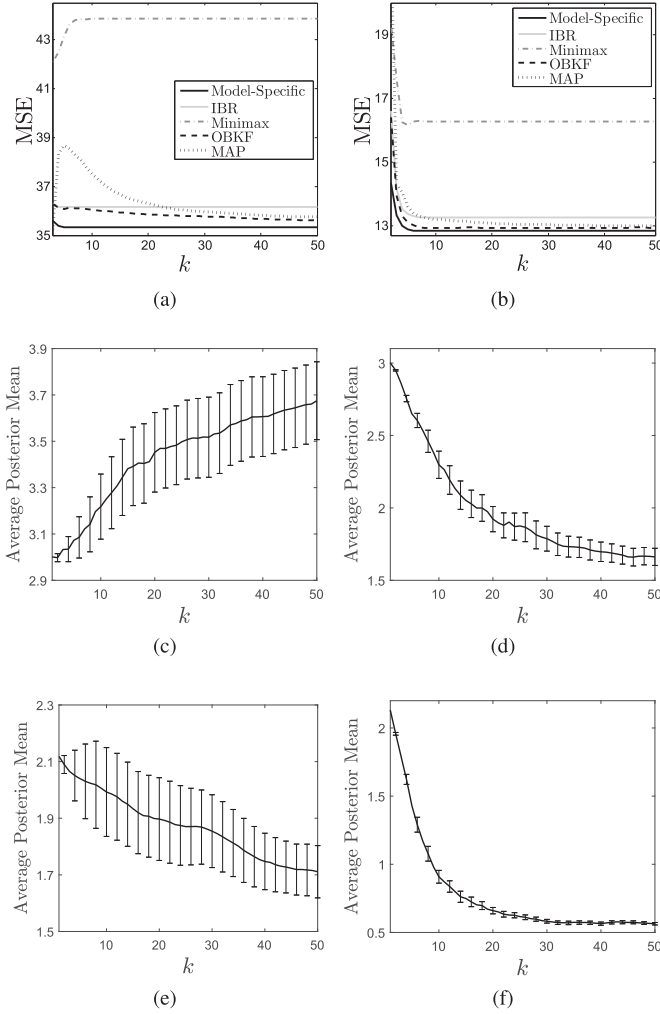 MSE
43
41
39
37
35
10
20
30
40
50
k
Model-Specific
IBR
Minimax
OBKF
MAP
(a)
MSE
19
17
15
13
10
20
30
40
50
k
Model-Specific
IBR
Minimax
OBKF
MAP
(b)
Average Posterior Mean
3.9
3.7
3.5
3.3
3.1
2.9
10
20
30
40
50
k
(c)
Average Posterior Mean
3
2.5
2
1.5
10
20
30
40
50
k
(d)
Average Posterior Mean
2.3
2.1
1.9
1.7
1.5
10
20
30
40
50
k
(e)
Average Posterior Mean
2
1.5
1
0.5
10
20
30
40
50
k
(f)